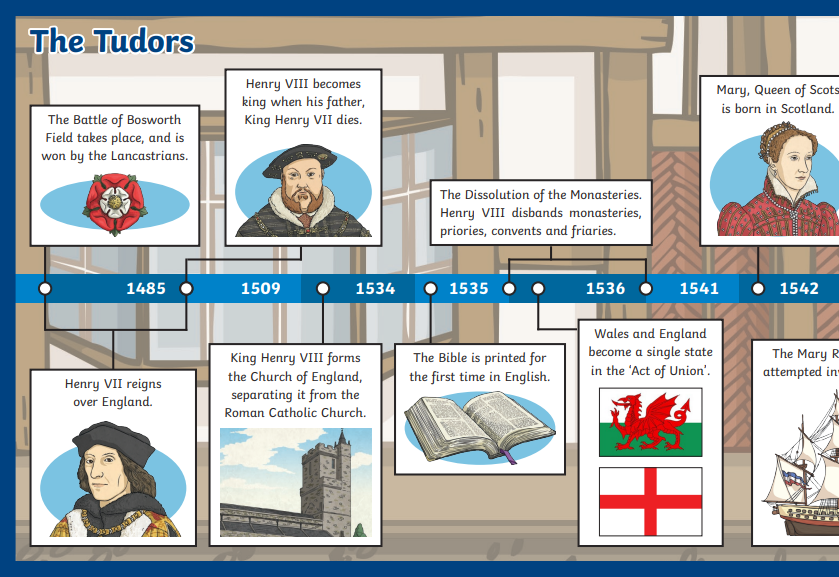 The Tudors
The Battle of Bosworth
Field takes place, and is
won by the Lancastrians.
Henry VIII becomes
king when his father,
King Henry VII dies.
The Dissolution of the Monasteries.
Henry VIII disbands monasteries,
priories, convents and friaries.
Mary, Queen of Scots
is born in Scotland.
1485 1509 1534 1535 1536 1541 1542
Henry VII reigns
over England.
King Henry VIII forms
the Church of England,
separating it from the
Roman Catholic Church.
The Bible is printed for
the first time in English.
Wales and England
become a single state
in the ‘Act of Union’.
The Mary
attempted